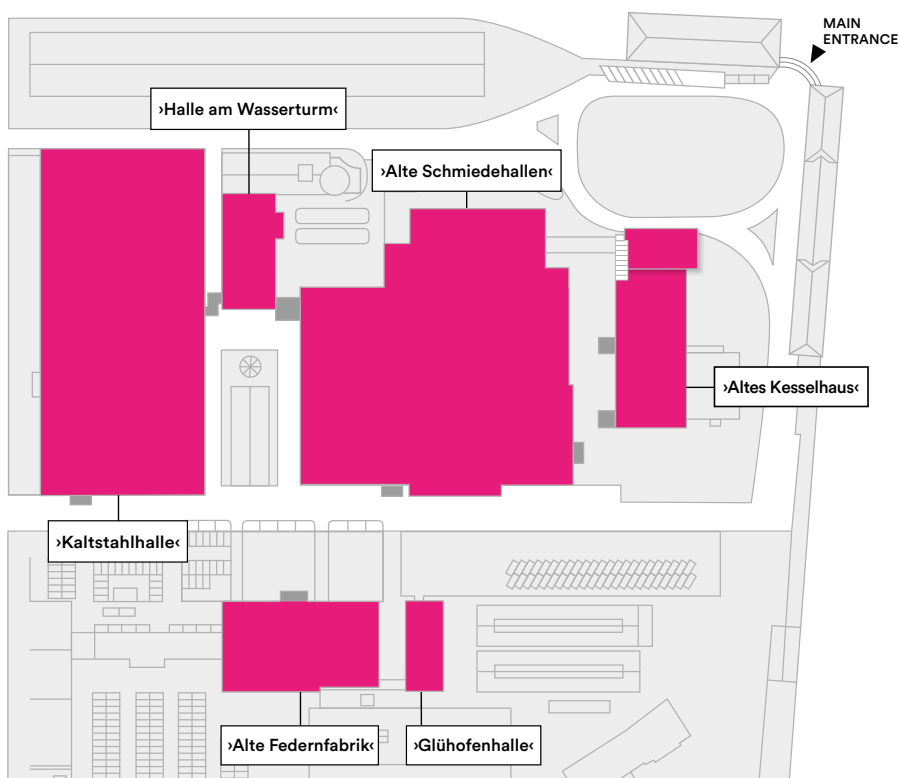 MAIN
ENTRANCE
›Halle am Wasserturm‹
›Alte Schmiedehallen‹
›Altes Kesselhaus‹
›Kaltstahlhalle‹
›Alte Federnfabrik‹
›Glühofenhalle‹